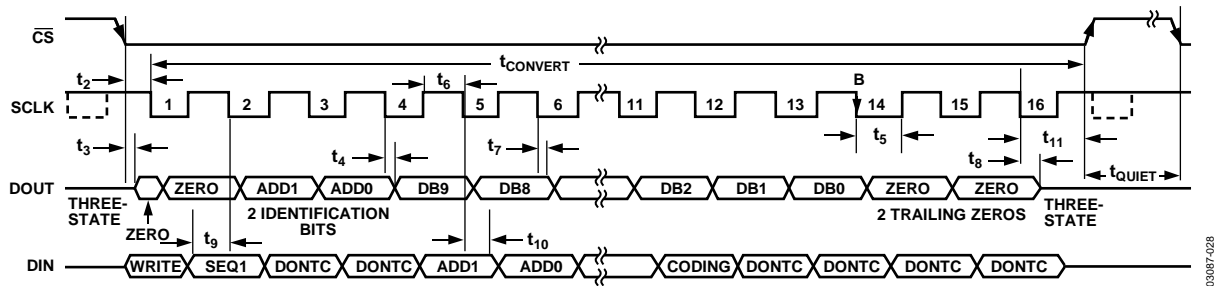 CS
t2
tCONVERT
t6
B
SCLK
1 2 3 4 5 6 11 12 13 14 15 16
t3
t4
t7
t5
t8
t11
DOUT
ZERO ADD1 ADD0 DB9 DB8 DB2 DB1 DB0 ZERO ZERO
tQUIET
THREE-
STATE
ZERO
2 IDENTIFICATION
BITS
2 TRAILING ZEROS
THREE-
STATE
t9
t10
DIN
WRITE SEQ1 DONTC DONTC ADD1 ADD0 CODING DONTC DONTC DONTC DONTC
03087-028